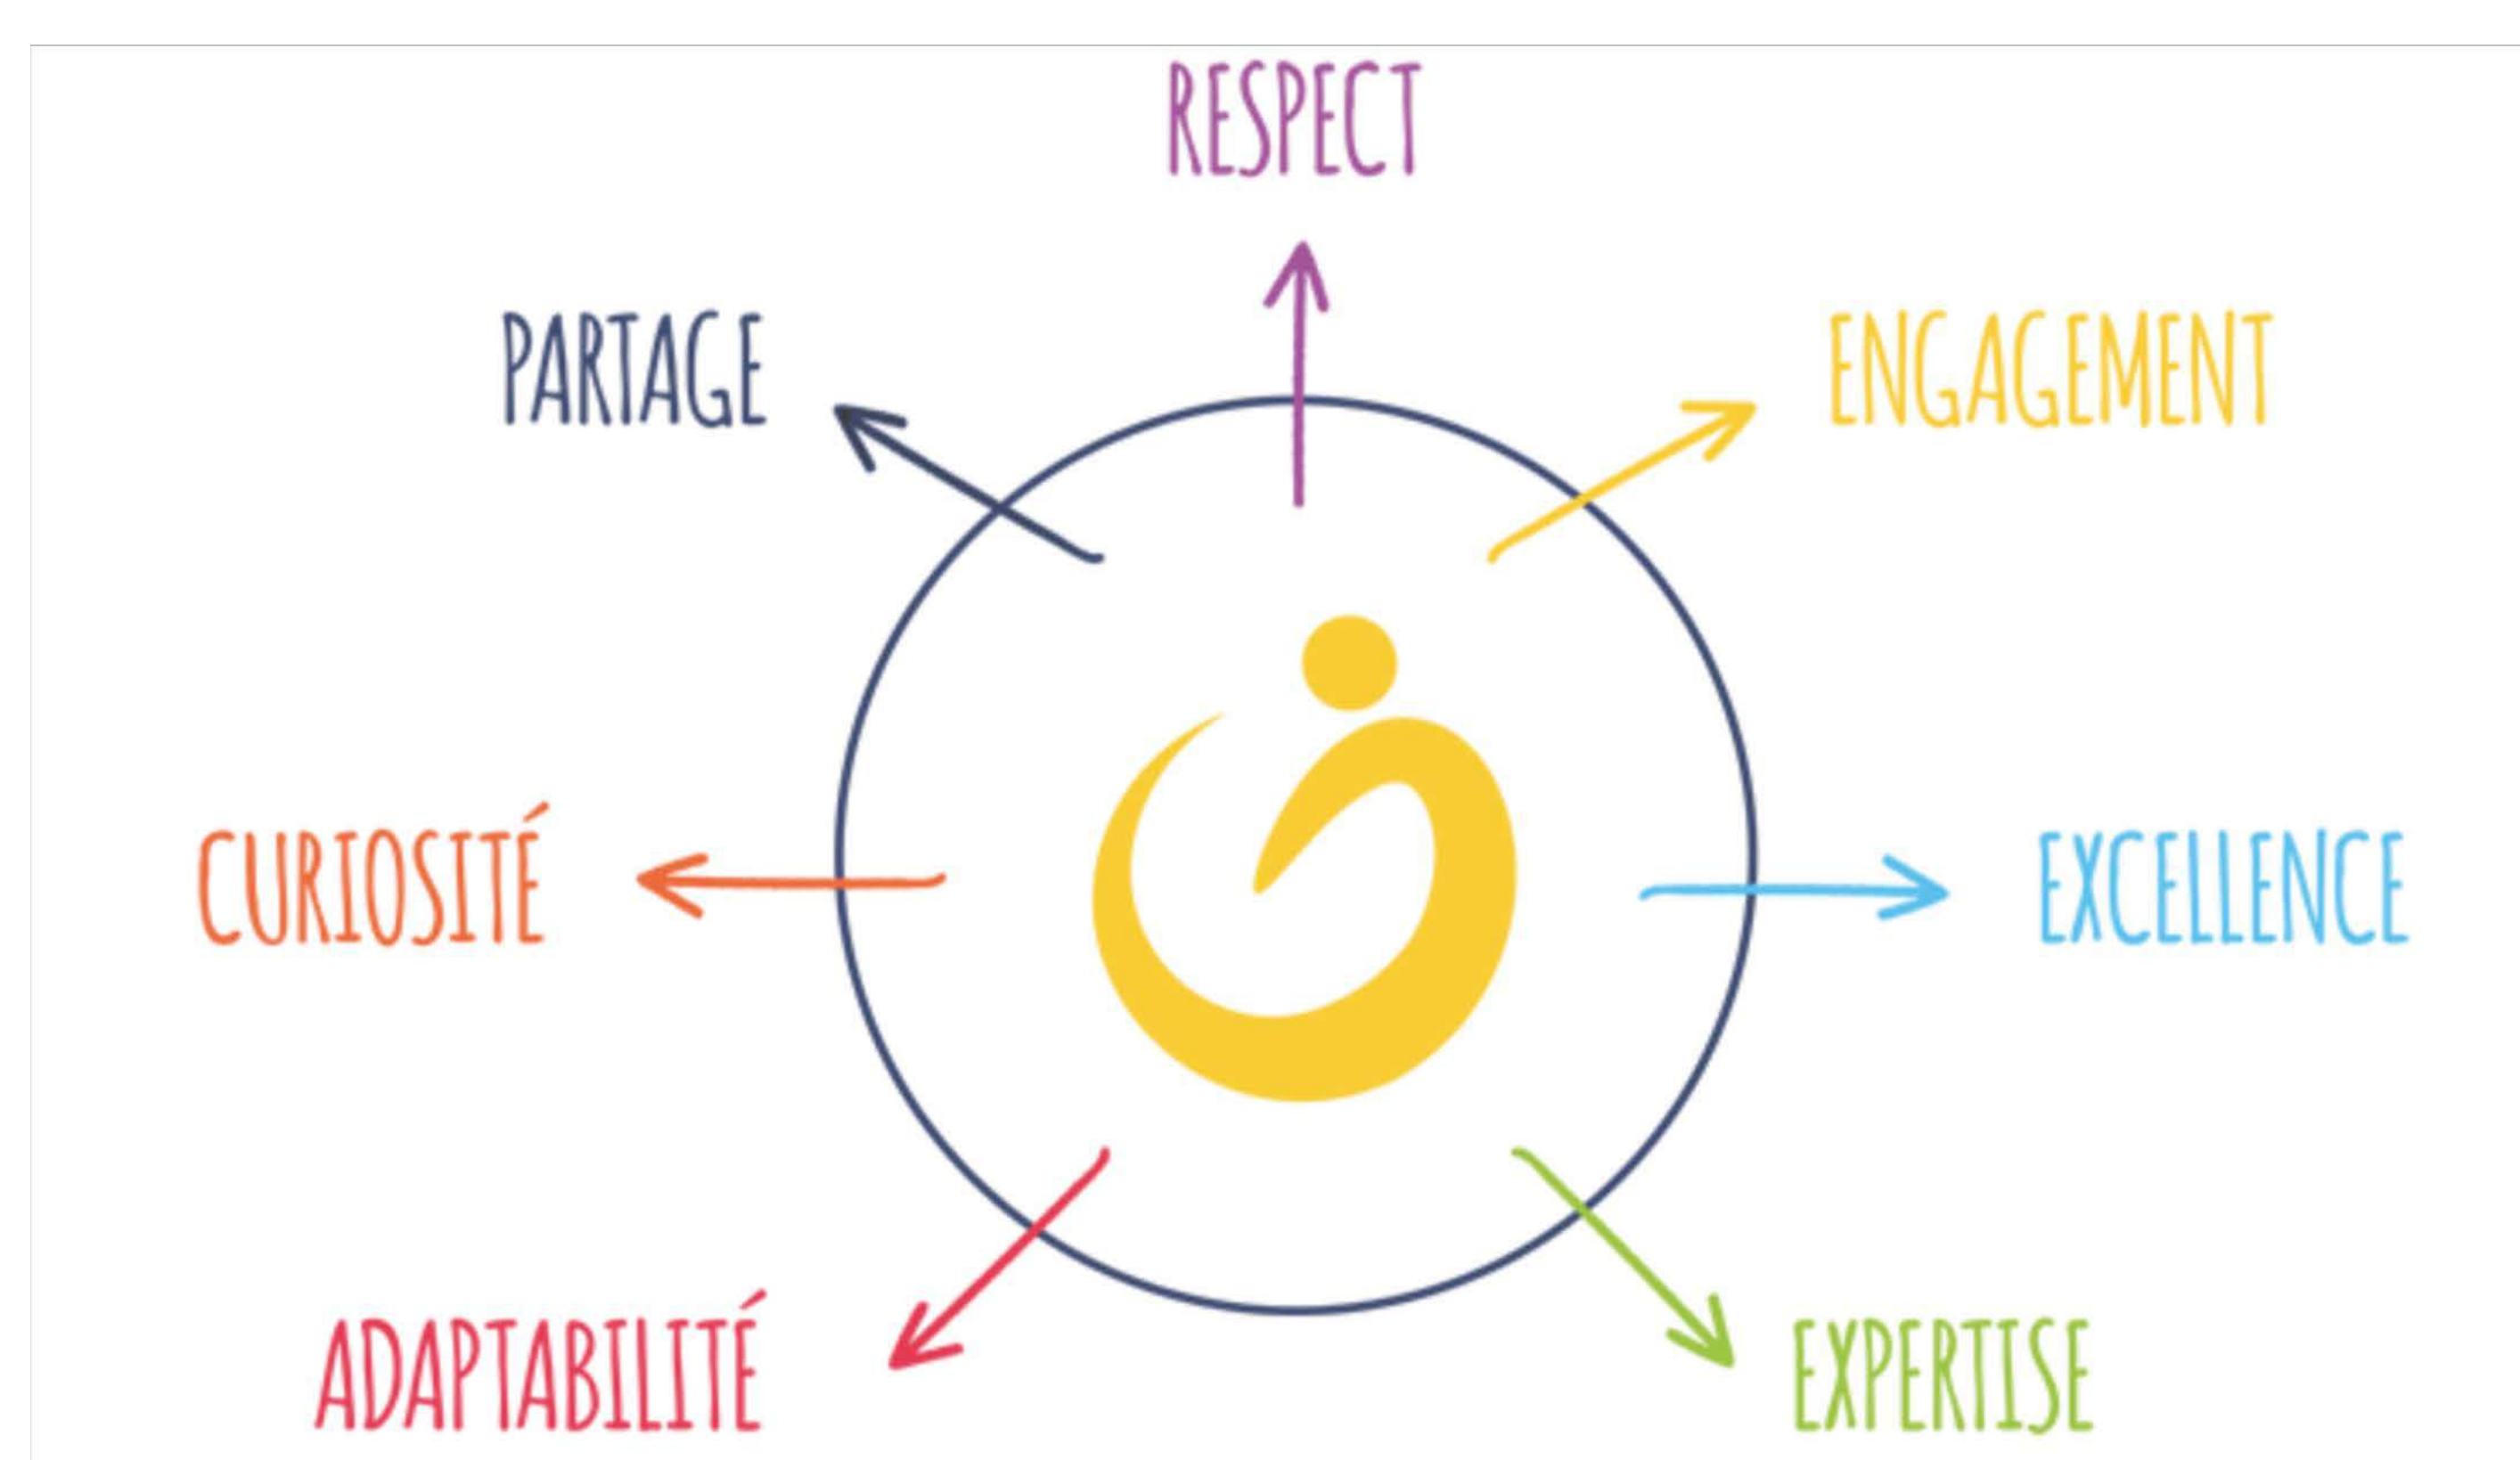 RESPECT
PARTAGE
ENGAGEMENT
CURIOSITÉ
EXCELLENCE
ADAPTABILITÉ
EXPERTISE